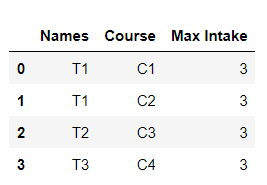 Names Course Max Intake
0 T1 C1 3
1 T1 C2 3
2 T2 C3 3
3 T3 C4 3